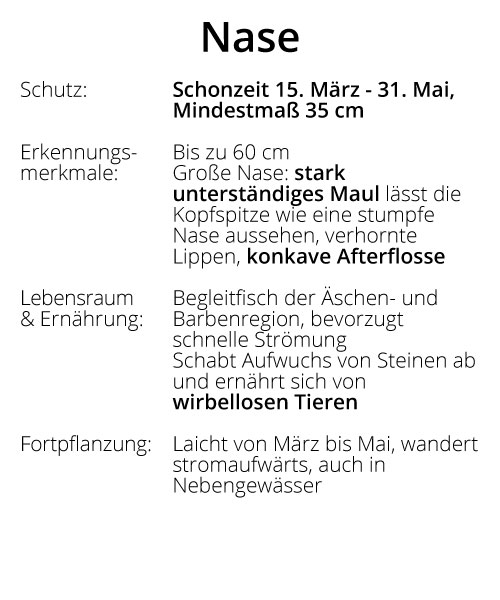 Nase
Schutz: Schonzeit 15. März - 31. Mai,
Mindestmaß 35 cm
Erkennungs- Bis zu 60 cm
merkmale: Große Nase: stark
unterständiges Maul lässt die
Kopfspitze wie eine stumpfe
Nase aussehen, verhornte
Lippen, konkave Afterflosse
Lebensraum Begleitfisch der Äschen- und
& Ernährung: Barbenregion, bevorzugt
schnelle Strömung
Schabt Aufwuchs von Steinen ab
und ernährt sich von
wirbellosen Tieren
Fortpflanzung: Laicht von März bis Mai, wandert
stromaufwärts, auch in
Nebengewässer